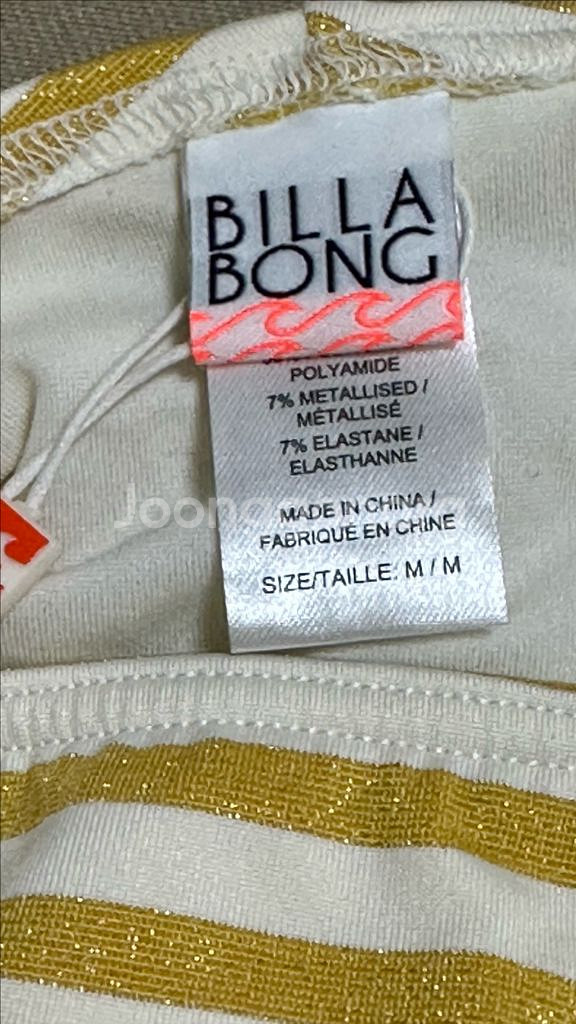 BILLA
BONG
POLYAMIDE
7% METALLISED /
MÉTALLISÉ
7% ELASTANE /
ELASTHANNE
MADE IN CHINA /
FABRIQUÉ EN CHINE
SIZE/TAILLE: M / M